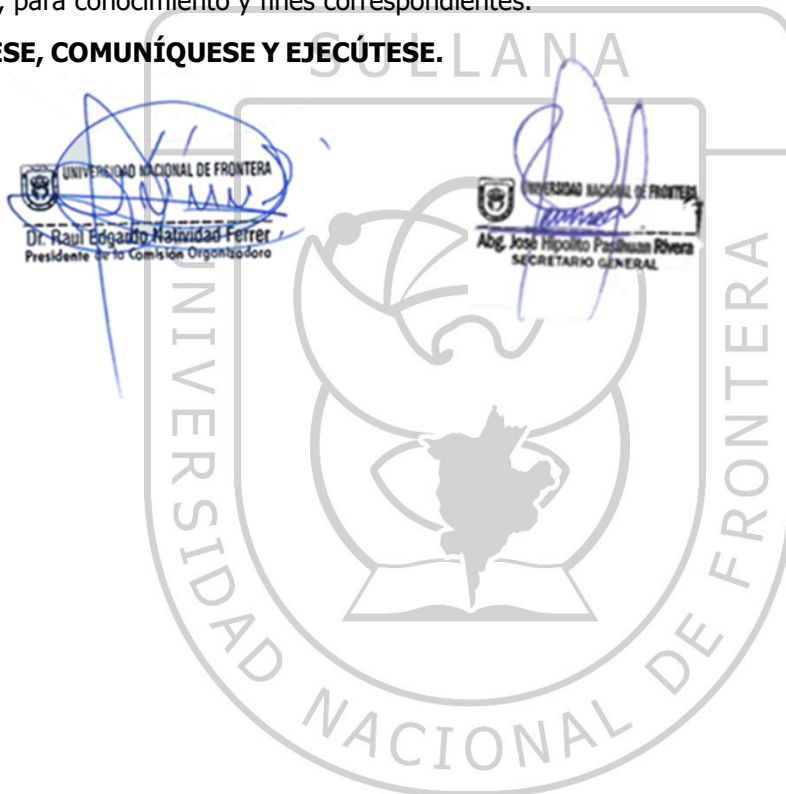 , para conocimiento y fines correspondientes.
ESE, COMUNÍQUESE Y EJECÚTESE.
SULLANA
UNIVERSIDAD NACIONAL DE FRONTERA
Dr. Raul Edgardo Natividad Ferrer
Presidente de la Comisión Organizadora
UNIVERSIDAD NACIONAL DE FRONTERA
Abg. José Hipolito Pasihuan Rivera
SECRETARIO GENERAL
UNIVERSIDAD NACIONAL DE FRONTERA